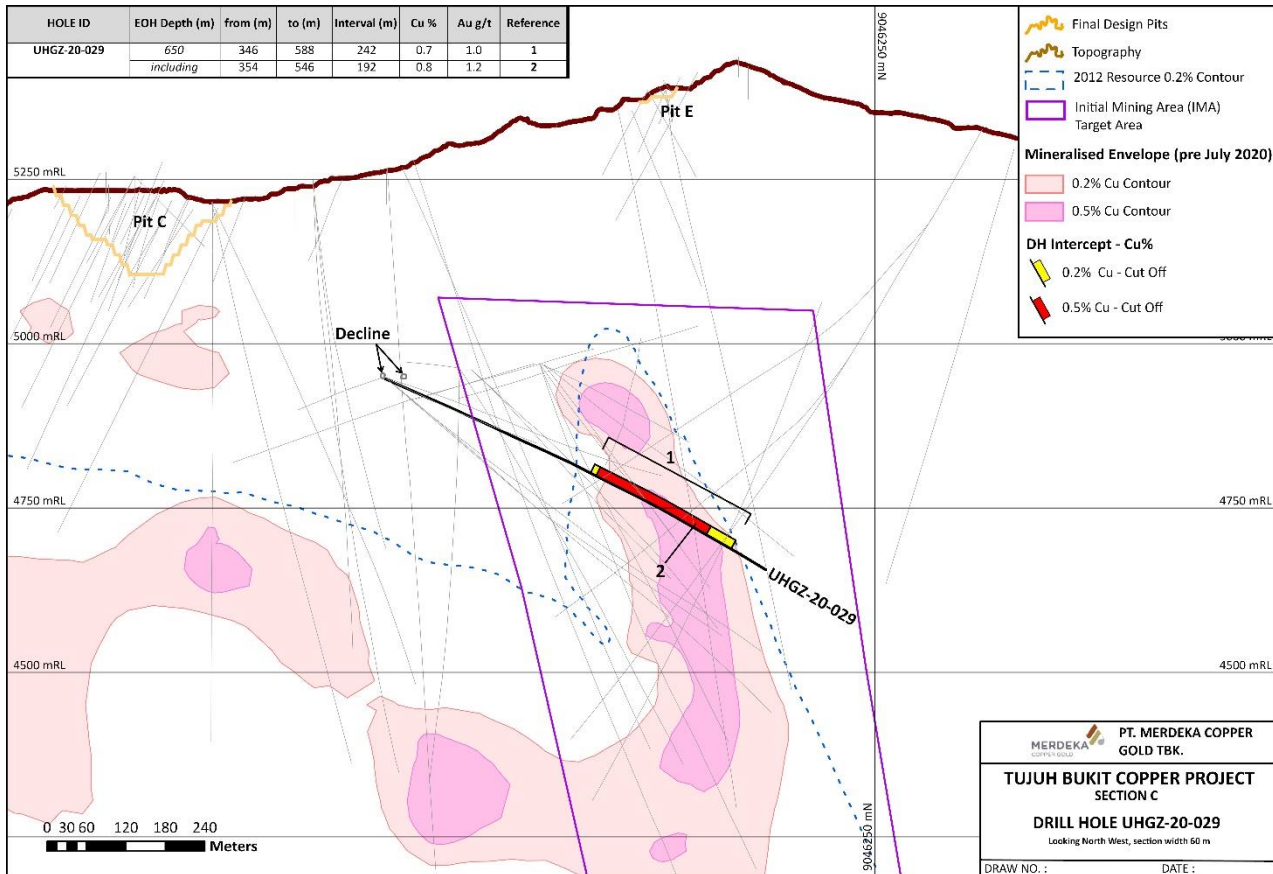 HOLE ID EOH Depth (m) from (m) to (m) Interval (m) Cu % Au g/t Reference
UHGZ-20-029 650 346 588 242 0.7 1.0 1
including 354 546 192 0.8 1.2 2
9046250 mN
Final Design Pits
Topography
2012 Resource 0.2% Contour
Initial Mining Area (IMA)
Target Area
Mineralised Envelope (pre July 2020)
0.2% Cu Contour
0.5% Cu Contour
DH Intercept - Cu%
0.2% Cu - Cut Off
0.5% Cu - Cut Off
Pit E
5250 mRL
Pit C
5000 mRL
Decline
1
4750 mRL
4750 mRL
2
UHGZ-20-029
4500 mRL
4500 mRL
9046250 mN
0 30 60 120 180 240
Meters
MERDEKA
COPPER GOLD
PT. MERDEKA COPPER
GOLD TBK.
TUJUH BUKIT COPPER PROJECT
SECTION C
DRILL HOLE UHGZ-20-029
Looking North West, section width 60 m
DRAW NO. : DATE :